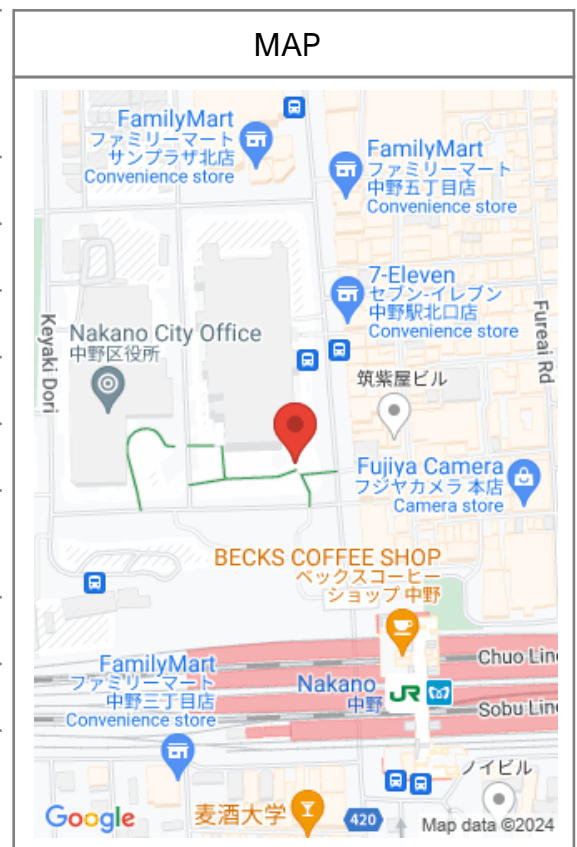 MAP
FamilyMart
ファミリーマート
サンプラザ北店
Convenience store
FamilyMart
ファミリーマート
中野五丁目店
Convenience store
7-Eleven
セブン-イレブン
中野駅北口店
Convenience store
Keyaki Dori
Nakano City Office
中野区役所
Fureai Rd
筑紫屋ビル
Fujiya Camera
フジヤカメラ 本店
Camera store
BECKS COFFEE SHOP
ベックスコーヒー
ショップ 中野
FamilyMart
ファミリーマート
中野三丁目店
Convenience store
Chuo Line
Nakano
中野
JR
Sobu Line
ノイビル
麦酒大学
420
Google
Map data ©2024